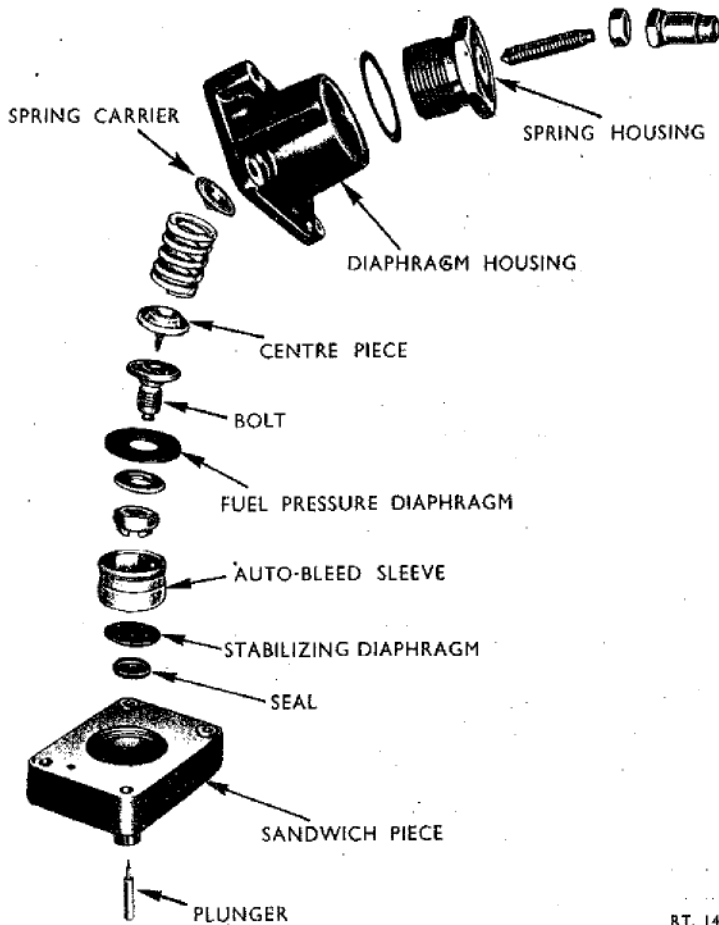 SPRING CARRIER
SPRING HOUSING
DIAPHRAGM HOUSING
CENTRE PIECE
BOLT
FUEL PRESSURE DIAPHRAGM
AUTO-BLEED SLEEVE
STABILIZING DIAPHRAGM
SEAL
SANDWICH PIECE
PLUNGER
RT. 14